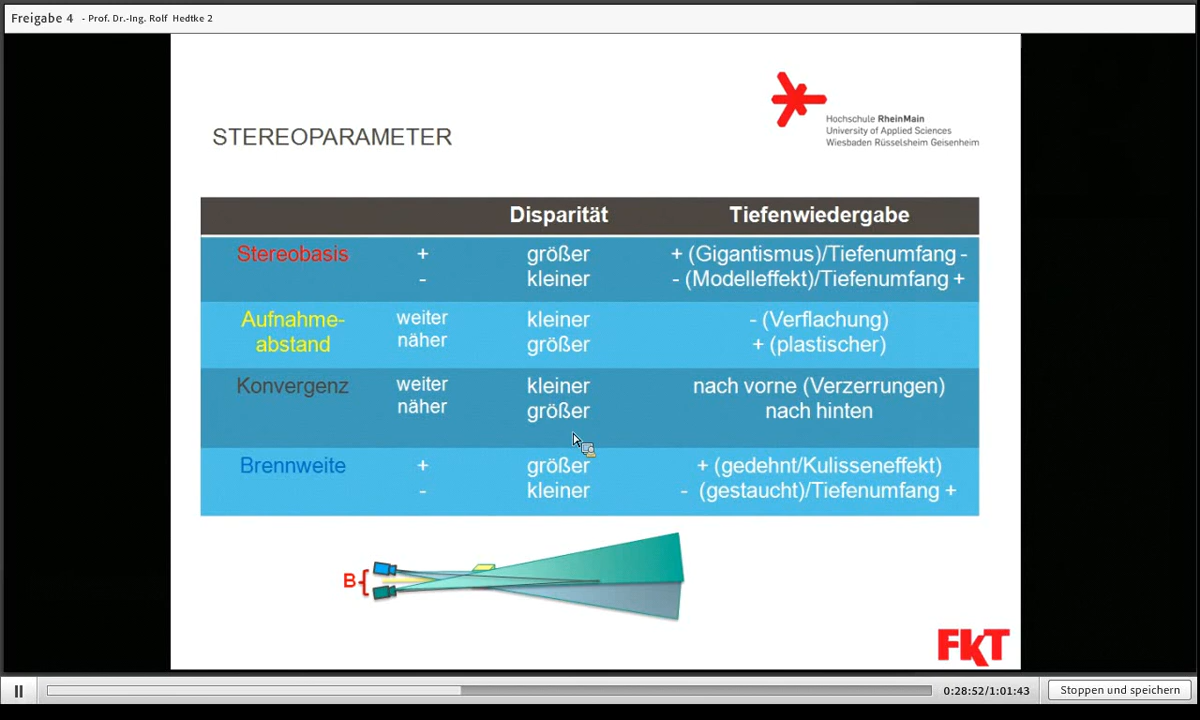 Freigabe 4 - Prof. Dr.-Ing. Rolf Hedtke 2
Hochschule RheinMain
University of Applied Sciences
Wiesbaden Rüsselsheim Geisenheim
STEREOPARAMETER
Disparität Tiefenwiedergabe
Stereobasis + größer + (Gigantismus)/Tiefenumfang -
- kleiner - (Modelleffekt)/Tiefenumfang +
Aufnahme- weiter kleiner - (Verflachung)
abstand näher größer + (plastischer)
Konvergenz weiter kleiner nach vorne (Verzerrungen)
näher größer nach hinten
Brennweite + größer + (gedehnt/Kulisseneffekt)
- kleiner - (gestaucht)/Tiefenumfang +
B
FKT
0:28:52/1:01:43 Stoppen und speichern